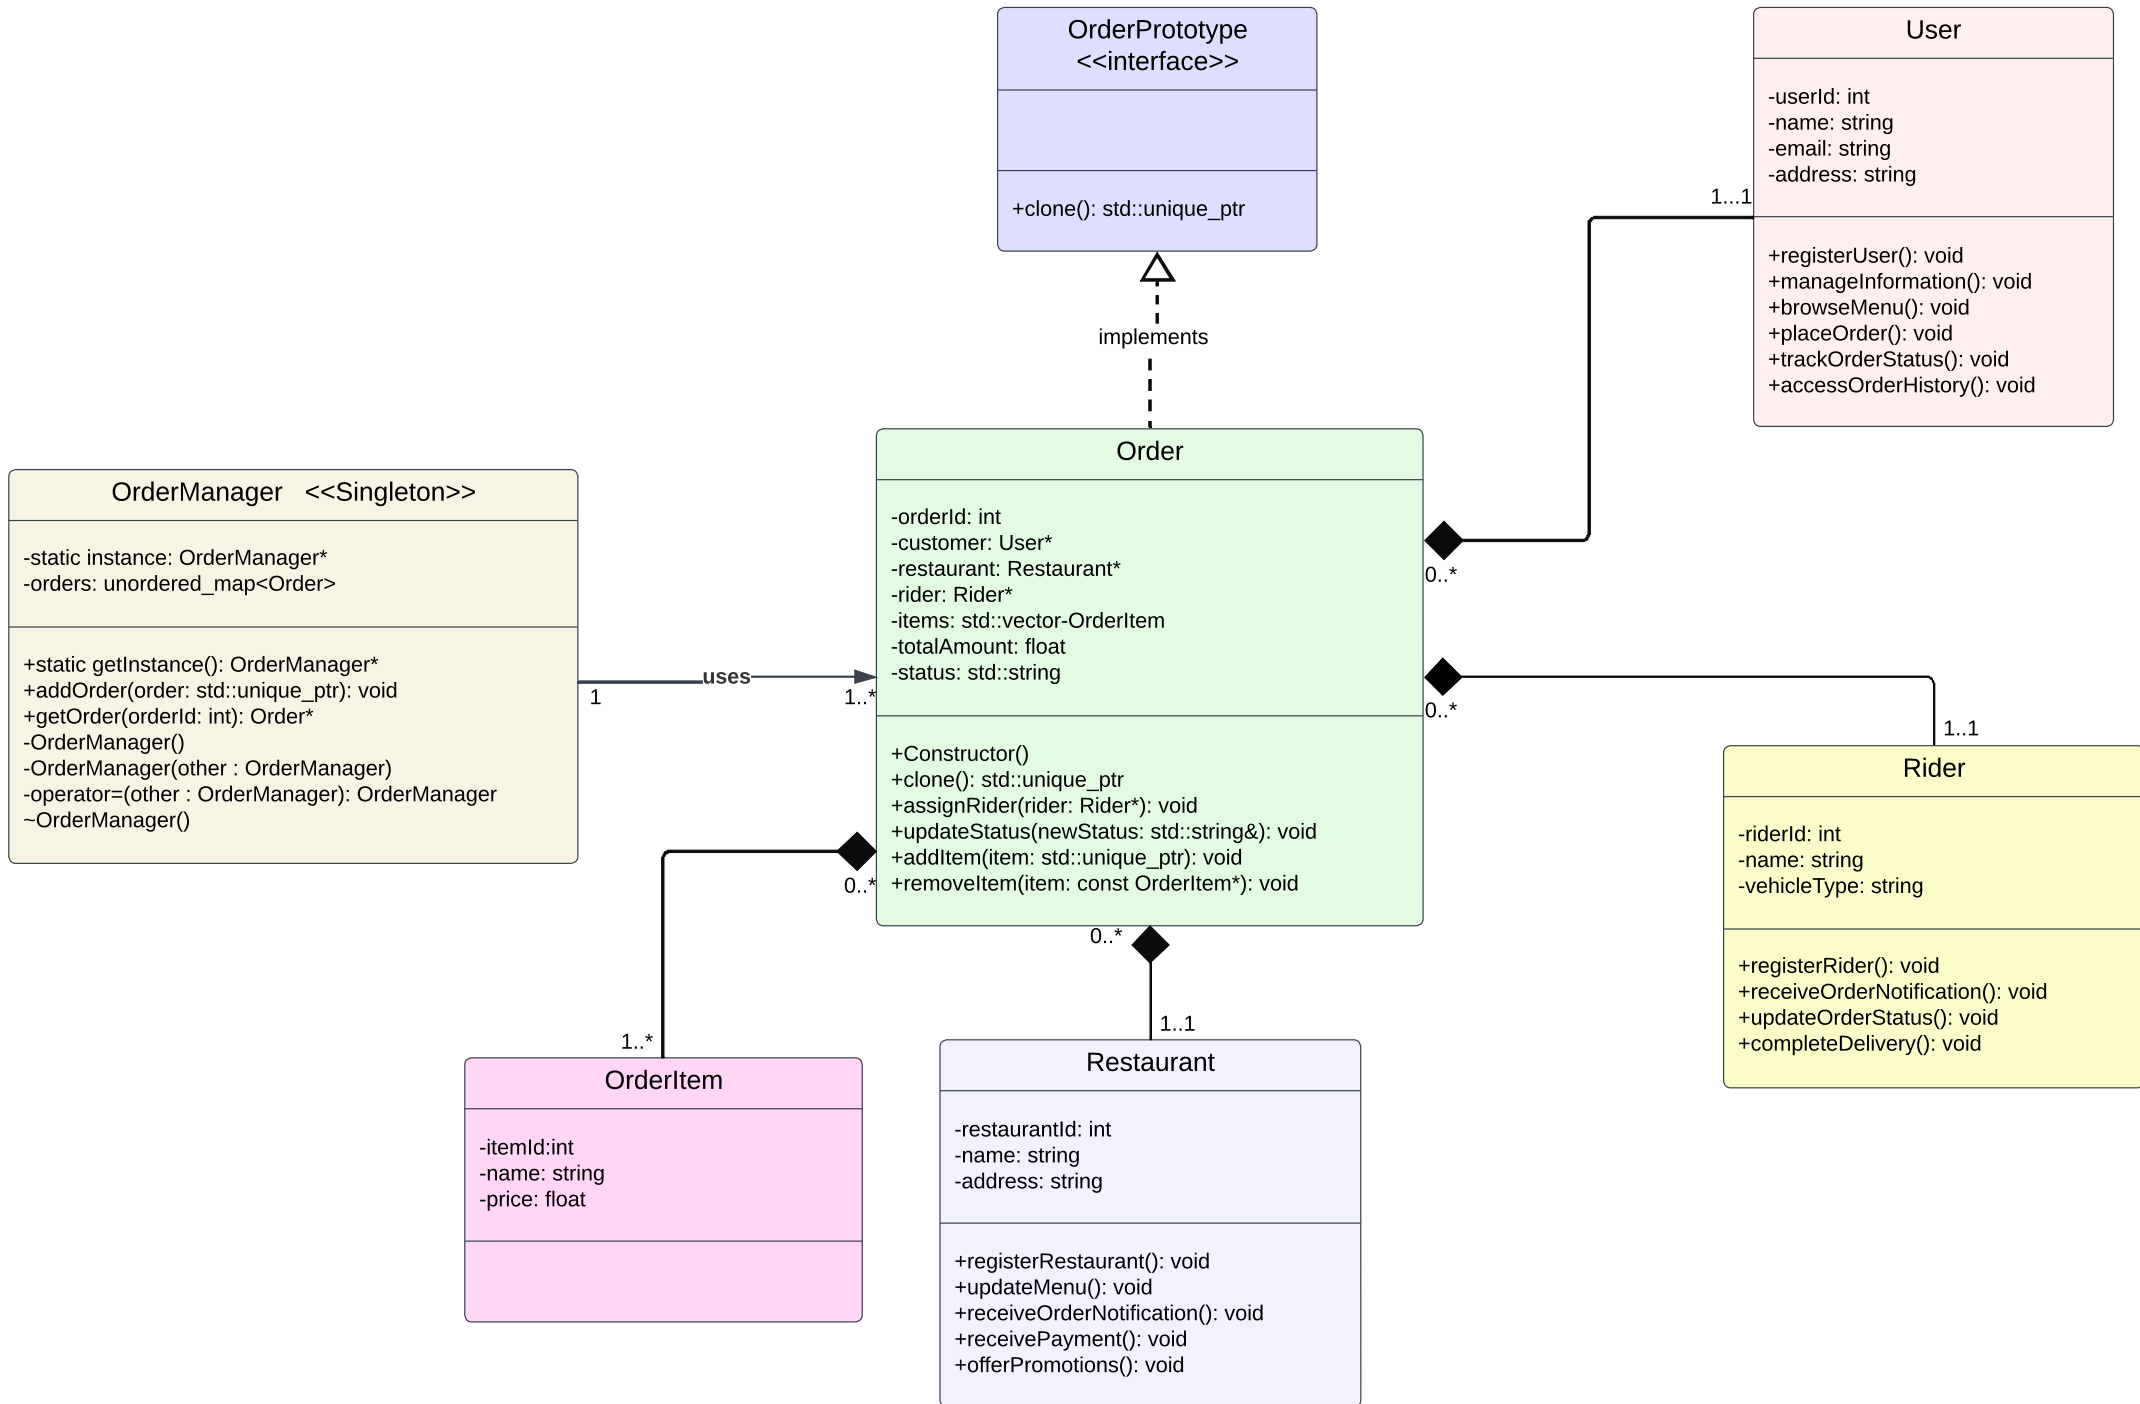 OrderPrototype
<<interface>>
+clone(): std::unique_ptr
User
-userId: int
-name: string
-email: string
-address: string
+registerUser(): void
+manageInformation(): void
+browseMenu(): void
+placeOrder(): void
+trackOrderStatus(): void
+accessOrderHistory(): void
1...1
implements
OrderManager   <<Singleton>>
-static instance: OrderManager*
-orders: unordered_map<Order>
+static getInstance(): OrderManager*
+addOrder(order: std::unique_ptr): void
+getOrder(orderId: int): Order*
-OrderManager()
-OrderManager(other : OrderManager)
-operator=(other : OrderManager): OrderManager
~OrderManager()
uses
1
1..*
Order
-orderId: int
-customer: User*
-restaurant: Restaurant*
-rider: Rider*
-items: std::vector-OrderItem
-totalAmount: float
-status: std::string
+Constructor()
+clone(): std::unique_ptr
+assignRider(rider: Rider*): void
+updateStatus(newStatus: std::string&): void
+addItem(item: std::unique_ptr): void
+removeItem(item: const OrderItem*): void
0..*
0..*
1..1
0..*
0..*
1..*
1..1
Rider
-riderId: int
-name: string
-vehicleType: string
+registerRider(): void
+receiveOrderNotification(): void
+updateOrderStatus(): void
+completeDelivery(): void
OrderItem
-itemId:int
-name: string
-price: float
Restaurant
-restaurantId: int
-name: string
-address: string
+registerRestaurant(): void
+updateMenu(): void
+receiveOrderNotification(): void
+receivePayment(): void
+offerPromotions(): void